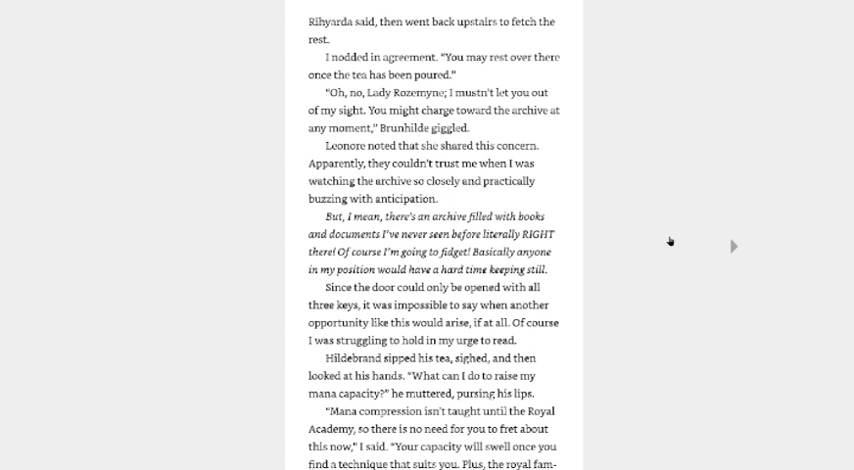 Rihyarda said, then went back upstairs to fetch the
rest.
I nodded in agreement. “You may rest over there
once the tea has been poured.”
“Oh, no, Lady Rozemyne; I mustn't let you out
of my sight. You might charge toward the archive at
any moment,” Brunhilde giggled.
Leonore noted that she shared this concern.
Apparently, they couldn't trust me when I was
watching the archive so closely and practically
buzzing with anticipation.
But, I mean, there's an archive filled with books
and documents I've never seen before literally RIGHT
there! Of course I'm going to fidget! Basically anyone
in my position would have a hard time keeping still.
Since the door could only be opened with all
three keys, it was impossible to say when another
opportunity like this would arise, if at all. Of course
I was struggling to hold in my urge to read.
Hildebrand sipped his tea, sighed, and then
looked at his hands. “What can I do to raise my
mana capacity?” he muttered, pursing his lips.
“Mana compression isn't taught until the Royal
Academy, so there is no need for you to fret about
this now,” I said. “Your capacity will swell once you
find a technique that suits you. Plus, the royal fam-